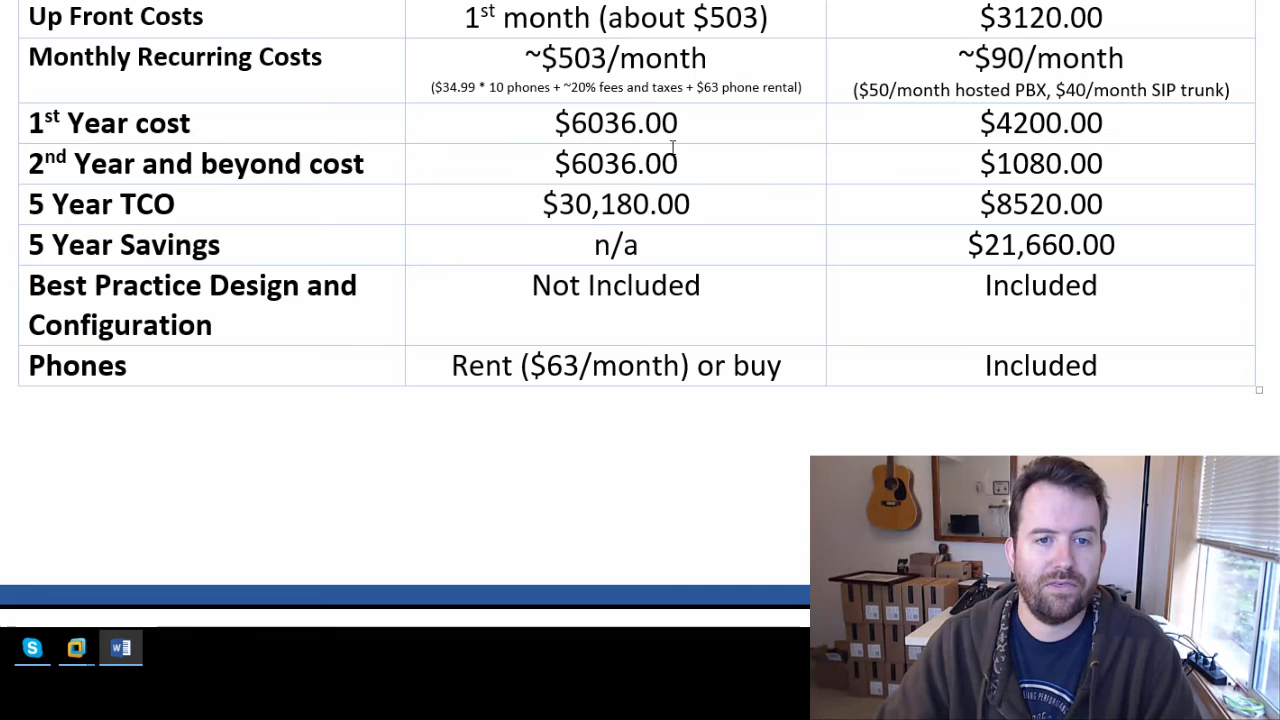 Up Front Costs
1st month (about $503)
$3120.00
Monthly Recurring Costs
~$503/month
($34.99 * 10 phones + ~20% fees and taxes + $63 phone rental)
~$90/month
($50/month hosted PBX, $40/month SIP trunk)
1st Year cost
$6036.00
$4200.00
2nd Year and beyond cost
$6036.00
$1080.00
5 Year TCO
$30,180.00
$8520.00
5 Year Savings
n/a
$21,660.00
Best Practice Design and
Configuration
Not Included
Included
Phones
Rent ($63/month) or buy
Included